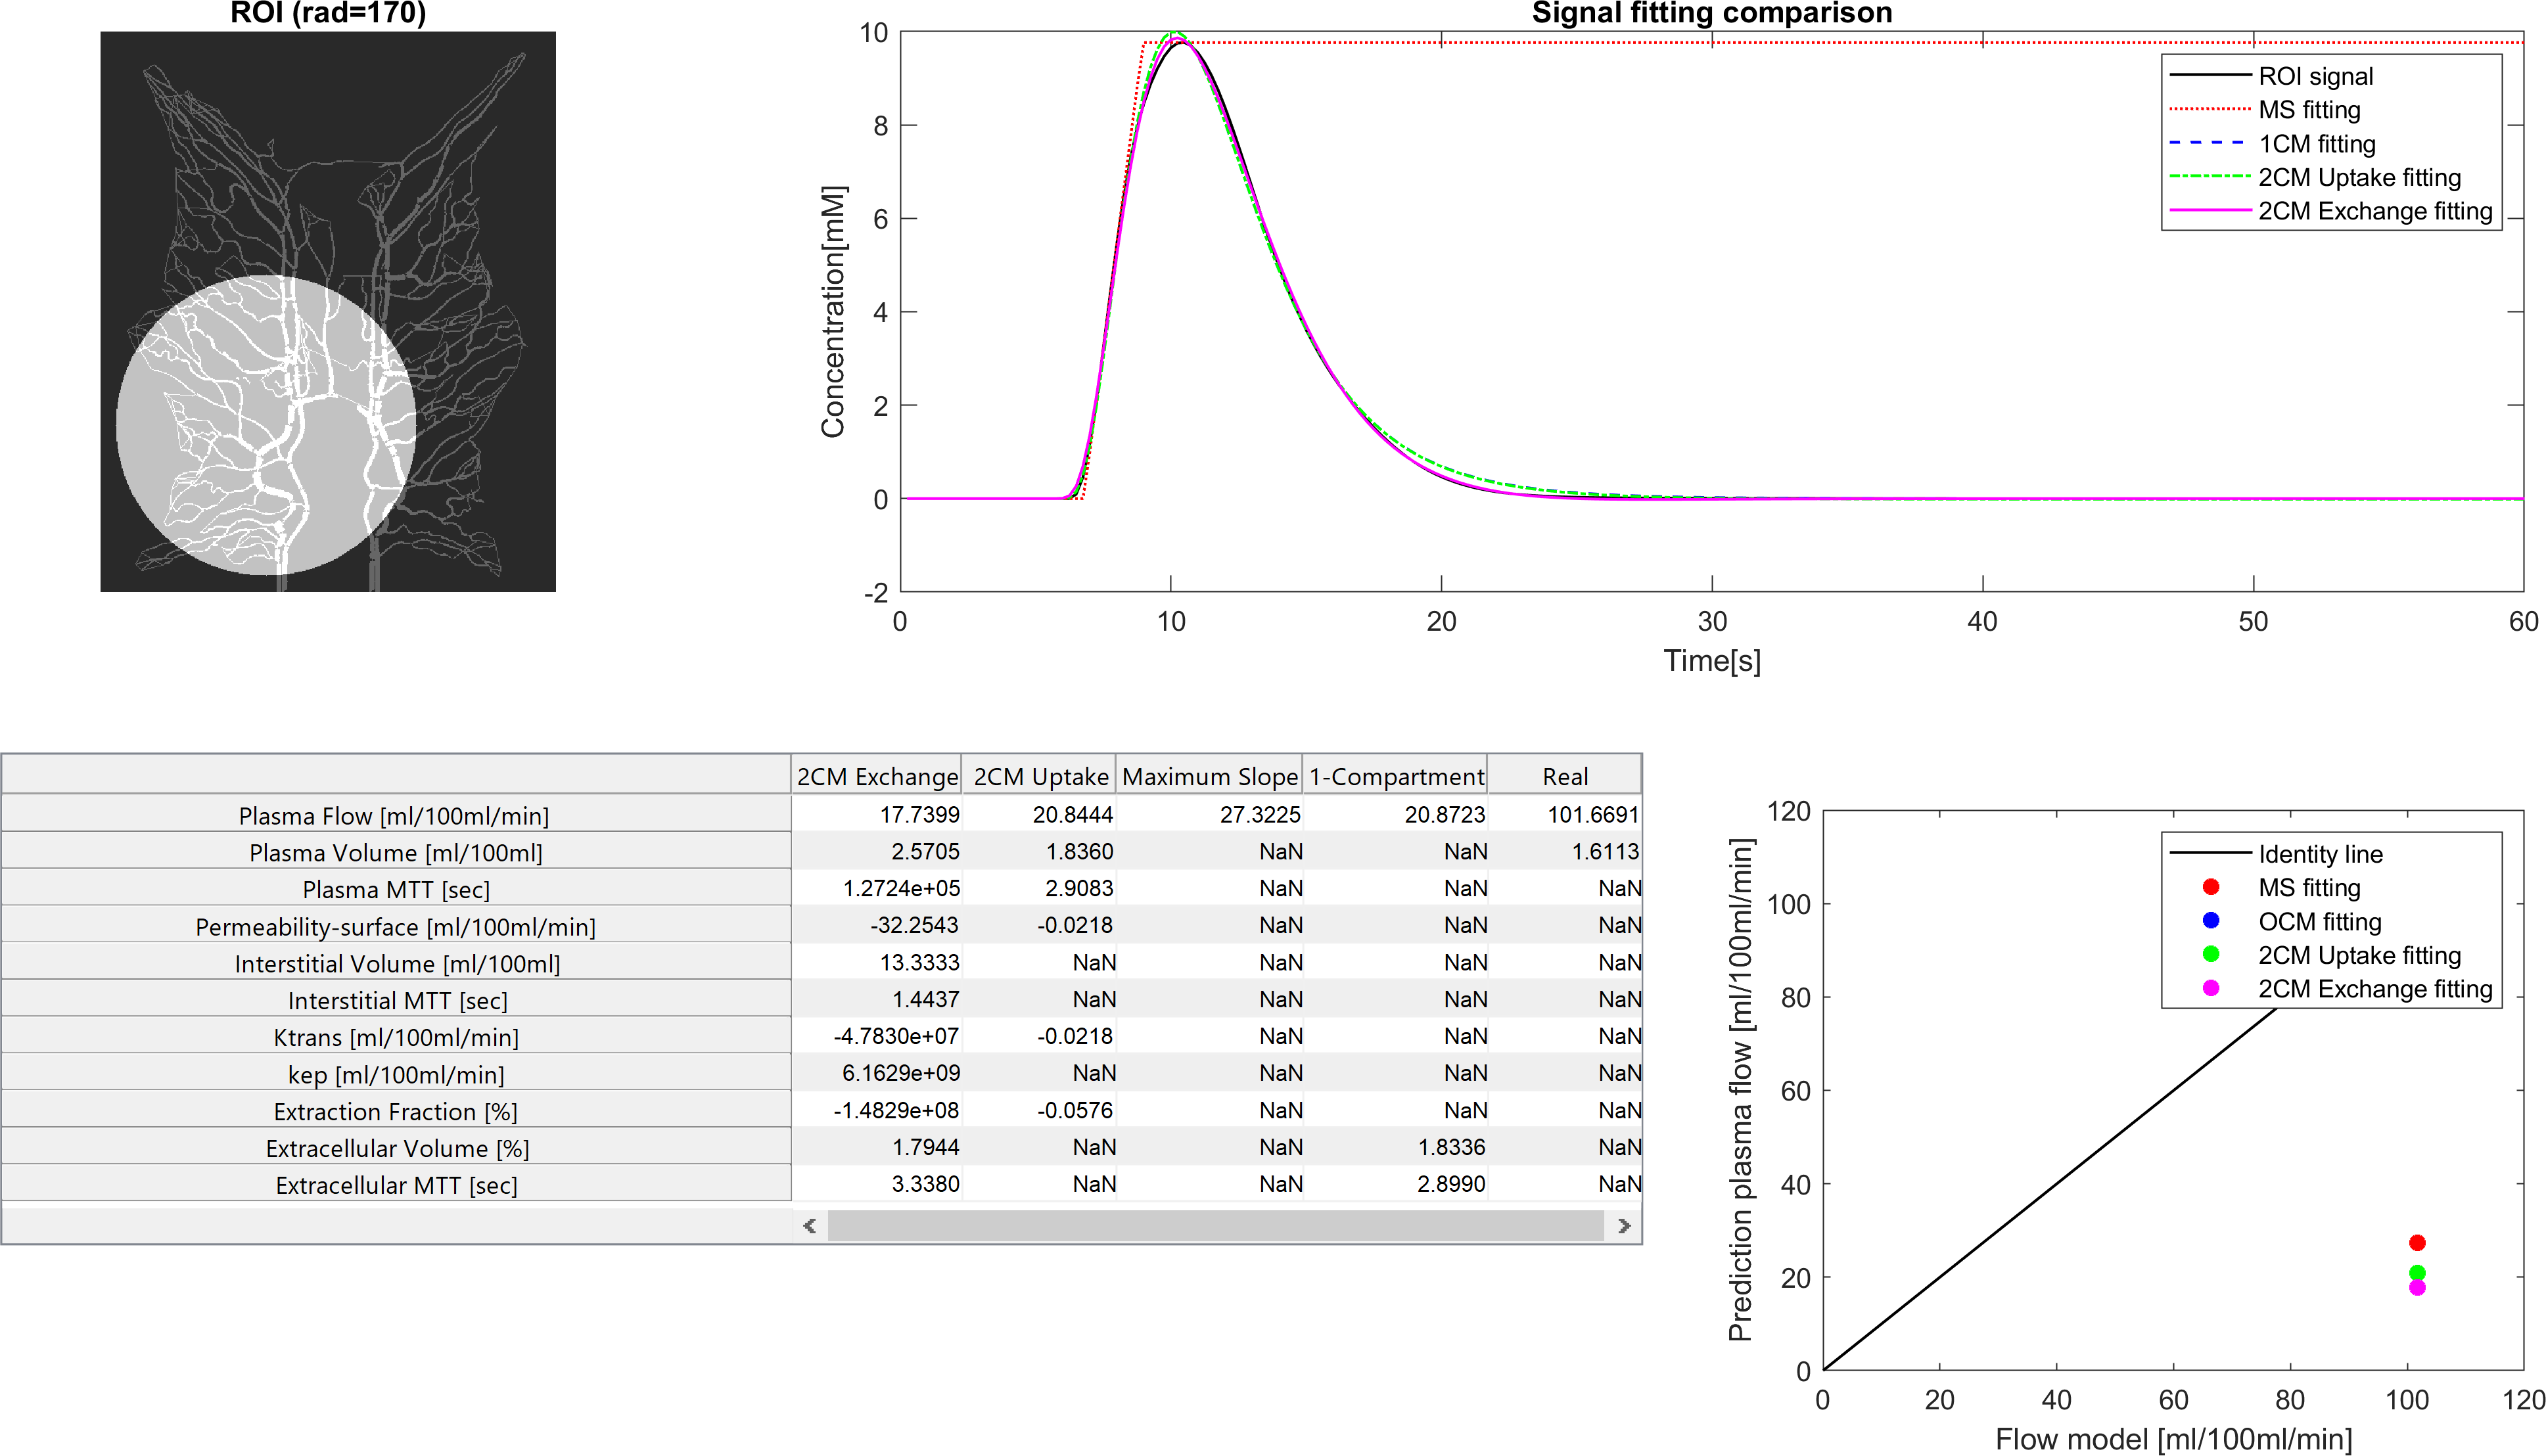 ROI (rad=170)
Signal fitting comparison
Concentration[mM]
10
8
6
4
2
0
-2
0 10 20 30 40 50 60
Time[s]
ROI signal
MS fitting
1CM fitting
2CM Uptake fitting
2CM Exchange fitting
2CM Exchange 2CM Uptake Maximum Slope 1-Compartment Real
Plasma Flow [ml/100ml/min] 17.7399 20.8444 27.3225 20.8723 101.6691
Plasma Volume [ml/100ml] 2.5705 1.8360 NaN NaN 1.6113
Plasma MTT [sec] 1.2724e+05 2.9083 NaN NaN NaN
Permeability-surface [ml/100ml/min] -32.2543 -0.0218 NaN NaN NaN
Interstitial Volume [ml/100ml] 13.3333 NaN NaN NaN NaN
Interstitial MTT [sec] 1.4437 NaN NaN NaN NaN
Ktrans [ml/100ml/min] -4.7830e+07 -0.0218 NaN NaN NaN
kep [ml/100ml/min] 6.1629e+09 NaN NaN NaN NaN
Extraction Fraction [%] -1.4829e+08 -0.0576 NaN NaN NaN
Extracellular Volume [%] 1.7944 NaN NaN 1.8336 NaN
Extracellular MTT [sec] 3.3380 NaN NaN 2.8990 NaN
Prediction plasma flow [ml/100ml/min]
120
100
80
60
40
20
0
0 20 40 60 80 100 120
Flow model [ml/100ml/min]
Identity line
MS fitting
OCM fitting
2CM Uptake fitting
2CM Exchange fitting